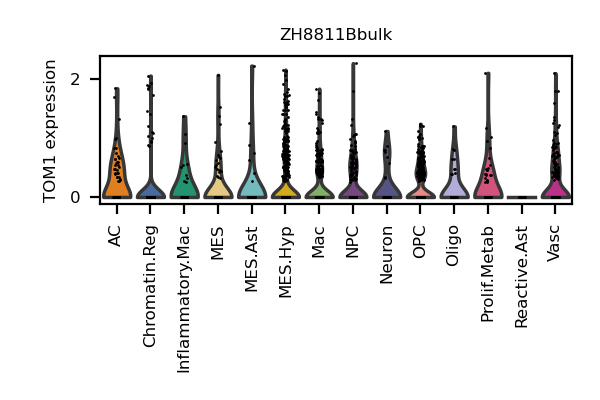 ZH8811Bbulk
TOM1 expression
2
0
AC
Chromatin.Reg
Inflammatory.Mac
MES
MES.Ast
MES.Hyp
Mac
NPC
Neuron
OPC
Oligo
Prolif.Metab
Reactive.Ast
Vasc